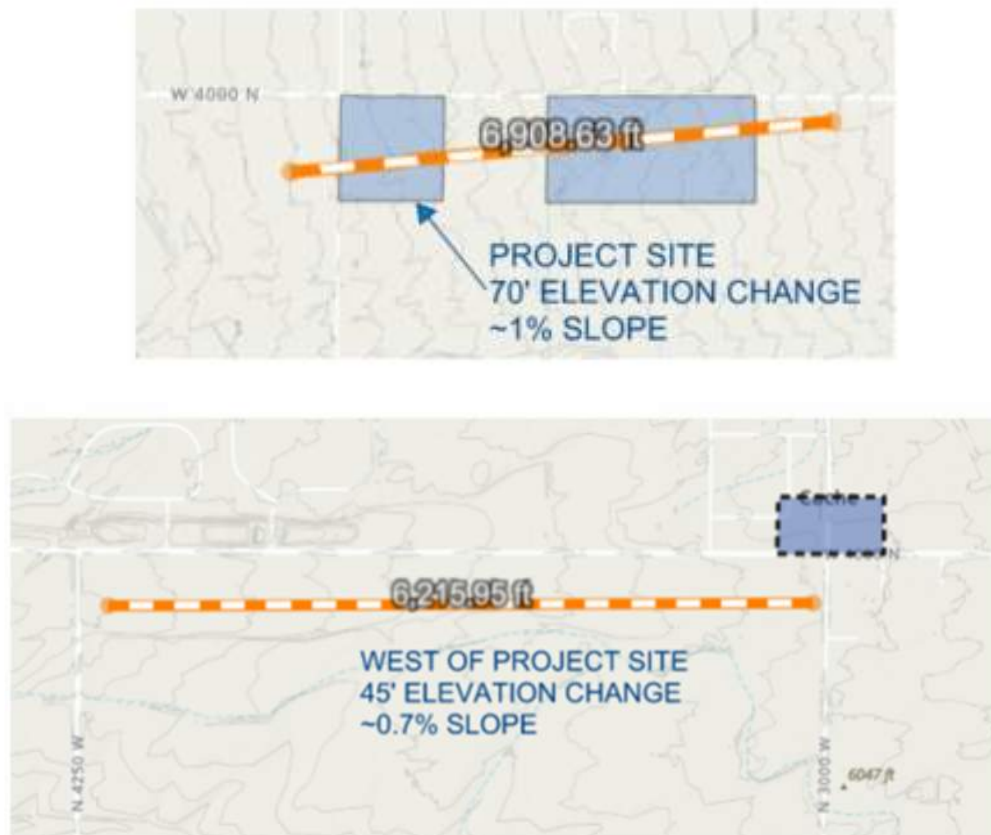 W 4090 N
6,908.63 ft
PROJECT SITE
70' ELEVATION CHANGE
~1% SLOPE
Cache
N
6,215.95 ft
WEST OF PROJECT SITE
45' ELEVATION CHANGE
~0.7% SLOPE
N 4250 W
N 3000 W
6047 ft